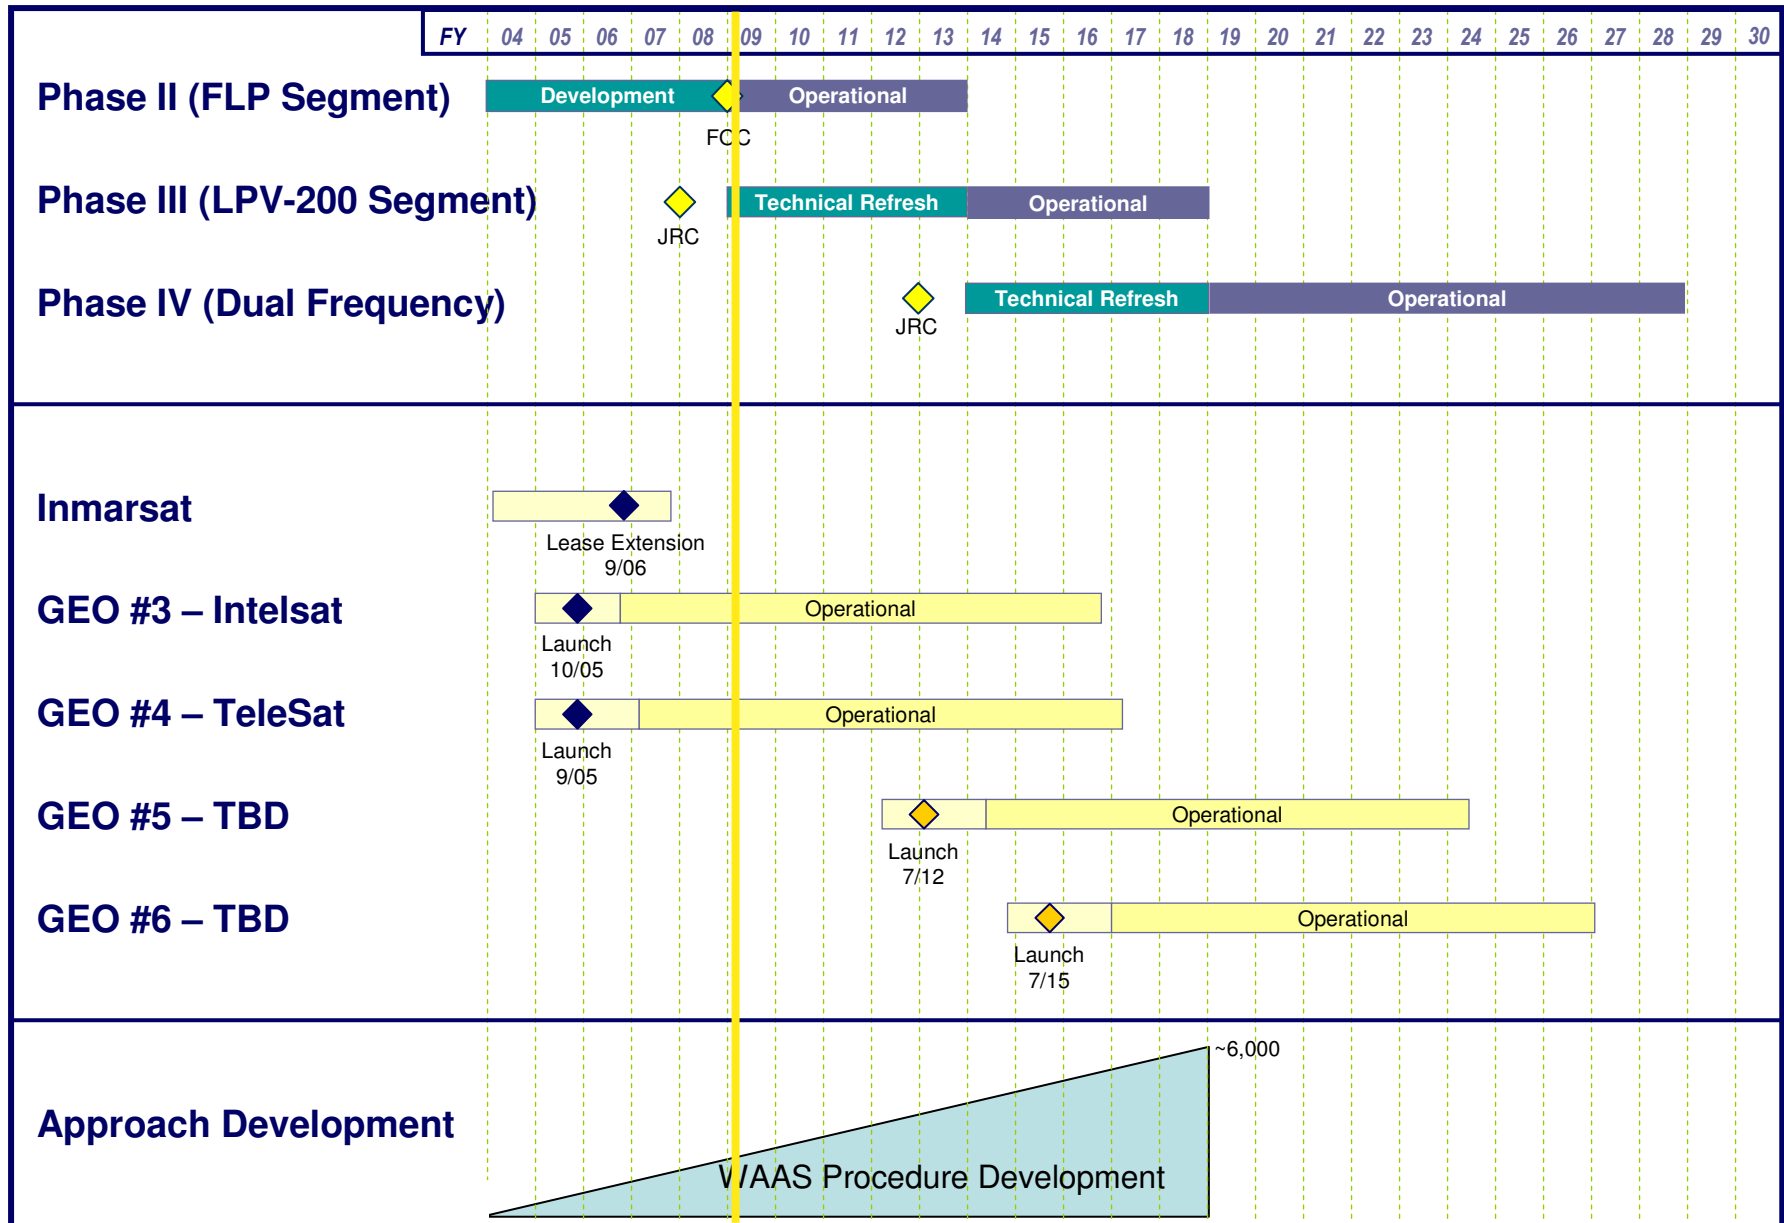 FY 04 05 06 07 08 09 10 11 12 13 14 15 16 17 18 19 20 21 22 23 24 25 26 27 28 29 30
Phase II (FLP Segment)
Development
Operational
FOC
Phase III (LPV-200 Segment)
Technical Refresh
Operational
JRC
Phase IV (Dual Frequency)
Technical Refresh
Operational
JRC
Inmarsat
Lease Extension
9/06
GEO #3 – Intelsat
Operational
Launch
10/05
GEO #4 – TeleSat
Operational
Launch
9/05
GEO #5 – TBD
Operational
Launch
7/12
GEO #6 – TBD
Operational
Launch
7/15
~6,000
Approach Development
WAAS Procedure Development